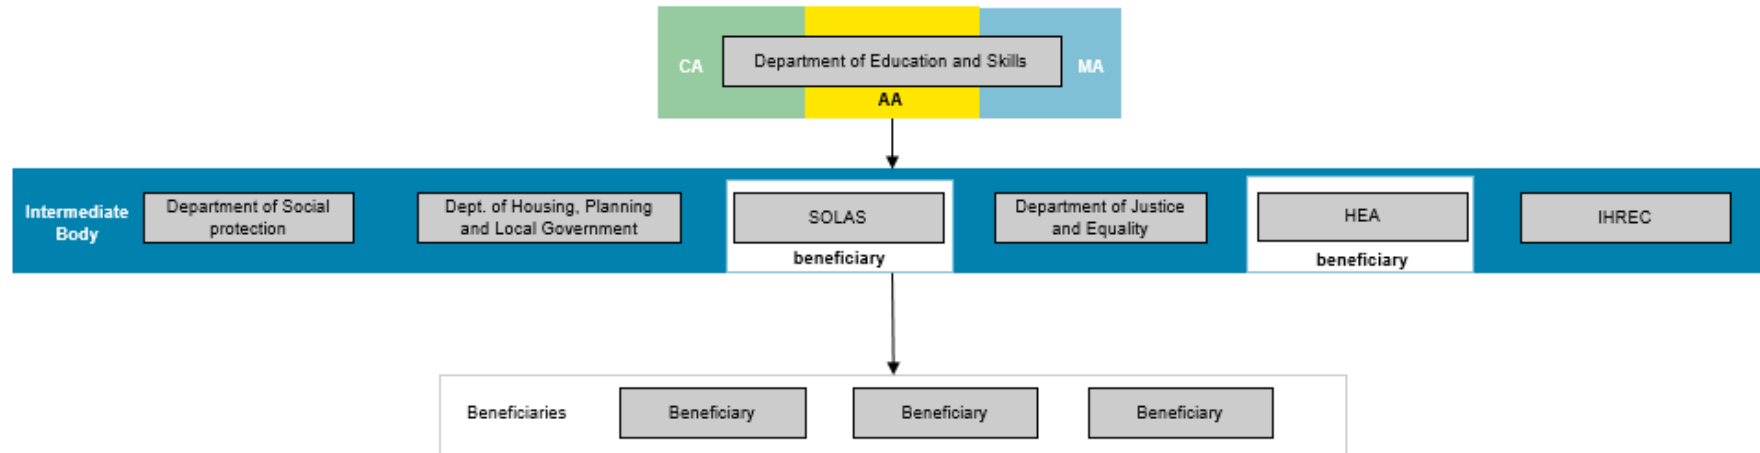 CA
Department of Education and Skills
MA
AA
Intermediate
Body
Department of Social
protection
Dept. of Housing, Planning
and Local Government
SOLAS
beneficiary
Department of Justice
and Equality
HEA
beneficiary
IHREC
Beneficiaries
Beneficiary
Beneficiary
Beneficiary